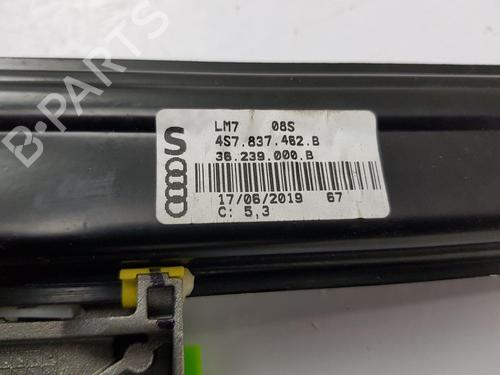 B-PARTS
LM7 08S
4S7.837.462.B
36.239.000.B
S
17/06/2019 67
C: 5,3